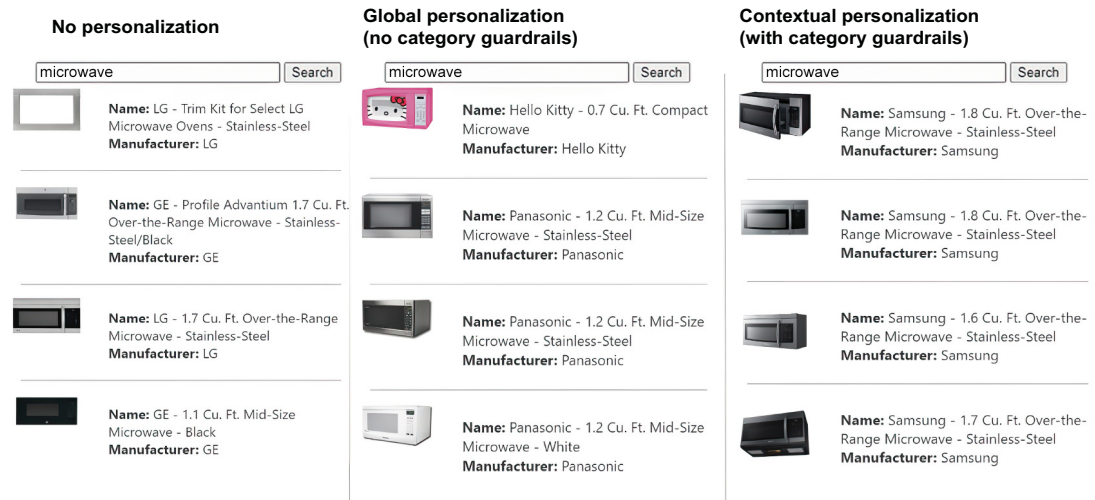 No personalization
microwave
Search
Name: LG - Trim Kit for Select LG
Microwave Ovens - Stainless-Steel
Manufacturer: LG
Name: GE - Profile Advantium 1.7 Cu. Ft.
Over-the-Range Microwave - Stainless-
Steel/Black
Manufacturer: GE
Name: LG - 1.7 Cu. Ft. Over-the-Range
Microwave - Stainless-Steel
Manufacturer: LG
Name: GE - 1.1 Cu. Ft. Mid-Size
Microwave - Black
Manufacturer: GE
Global personalization
(no category guardrails)
microwave
Search
Name: Hello Kitty - 0.7 Cu. Ft. Compact
Microwave
Manufacturer: Hello Kitty
Name: Panasonic - 1.2 Cu. Ft. Mid-Size
Microwave - Stainless-Steel
Manufacturer: Panasonic
Name: Panasonic - 1.2 Cu. Ft. Mid-Size
Microwave - Stainless-Steel
Manufacturer: Panasonic
Name: Panasonic - 1.2 Cu. Ft. Mid-Size
Microwave - White
Manufacturer: Panasonic
Contextual personalization
(with category guardrails)
microwave
Search
Name: Samsung - 1.8 Cu. Ft. Over-the-
Range Microwave - Stainless-Steel
Manufacturer: Samsung
Name: Samsung - 1.8 Cu. Ft. Over-the-
Range Microwave - Stainless-Steel
Manufacturer: Samsung
Name: Samsung - 1.6 Cu. Ft. Over-the-
Range Microwave - Stainless-Steel
Manufacturer: Samsung
Name: Samsung - 1.7 Cu. Ft. Over-the-
Range Microwave - Stainless-Steel
Manufacturer: Samsung